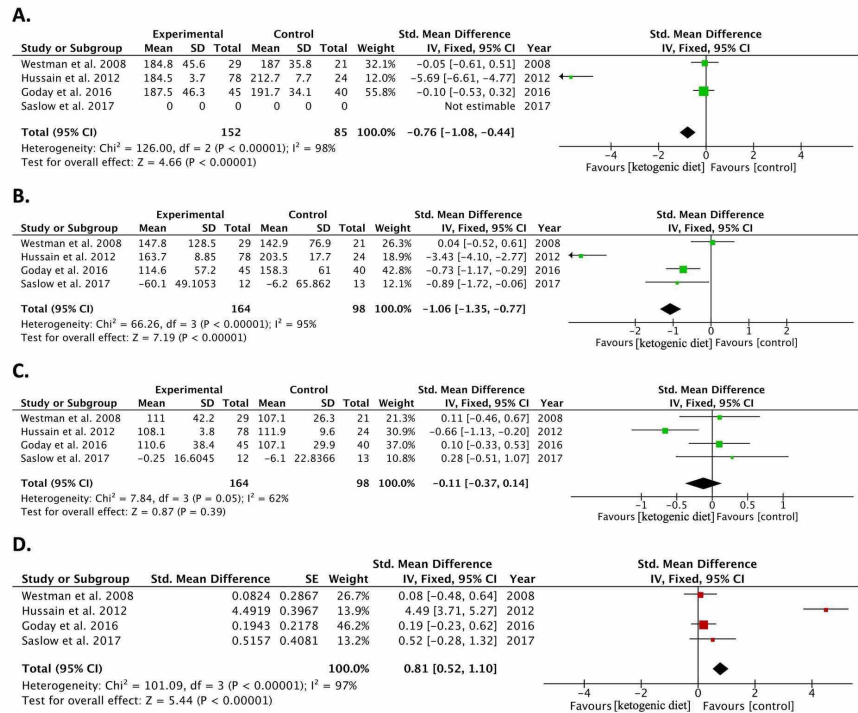 A.
Experimental Control Std. Mean Difference Std. Mean Difference
Study or Subgroup Mean SD Total Mean SD Total Weight IV, Fixed, 95% CI Year IV, Fixed, 95% CI
Westman et al. 2008 184.8 45.6 29 187 35.8 21 32.1% −0.05 [−0.61, 0.51] 2008
Hussain et al. 2012 184.5 3.7 78 212.7 7.7 24 12.0% −5.69 [−6.61, −4.77] 2012
Goday et al. 2016 187.5 46.3 45 191.7 34.1 40 55.8% −0.10 [−0.53, 0.32] 2016
Saslow et al. 2017 0 0 0 0 0 0 Not estimable 2017
Total (95% CI) 152 85 100.0% −0.76 [−1.08, −0.44]
Heterogeneity: Chi² = 126.00, df = 2 (P < 0.00001); I² = 98%
Test for overall effect: Z = 4.66 (P < 0.00001)
−4 −2 0 2 4
Favours [ketogenic diet] Favours [control]
B.
Experimental Control Std. Mean Difference Std. Mean Difference
Study or Subgroup Mean SD Total Mean SD Total Weight IV, Fixed, 95% CI Year IV, Fixed, 95% CI
Westman et al. 2008 147.8 128.5 29 142.9 76.9 21 26.3% 0.04 [−0.52, 0.61] 2008
Hussain et al. 2012 163.7 8.85 78 203.5 17.7 24 18.9% −3.43 [−4.10, −2.77] 2012
Goday et al. 2016 114.6 57.2 45 158.3 61 40 42.8% −0.73 [−1.17, −0.29] 2016
Saslow et al. 2017 −60.1 49.1053 12 −6.2 65.862 13 12.1% −0.89 [−1.72, −0.06] 2017
Total (95% CI) 164 98 100.0% −1.06 [−1.35, −0.77]
Heterogeneity: Chi² = 66.26, df = 3 (P < 0.00001); I² = 95%
Test for overall effect: Z = 7.19 (P < 0.00001)
−2 −1 0 1 2
Favours [ketogenic diet] Favours [control]
C.
Experimental Control Std. Mean Difference Std. Mean Difference
Study or Subgroup Mean SD Total Mean SD Total Weight IV, Fixed, 95% CI Year IV, Fixed, 95% CI
Westman et al. 2008 111 42.2 29 107.1 26.3 21 21.3% 0.11 [−0.46, 0.67] 2008
Hussain et al. 2012 108.1 3.8 78 111.9 9.6 24 30.9% −0.66 [−1.13, −0.20] 2012
Goday et al. 2016 110.6 38.4 45 107.1 29.9 40 37.0% 0.10 [−0.33, 0.53] 2016
Saslow et al. 2017 −0.25 16.6045 12 −6.1 22.8366 13 10.8% 0.28 [−0.51, 1.07] 2017
Total (95% CI) 164 98 100.0% −0.11 [−0.37, 0.14]
Heterogeneity: Chi² = 7.84, df = 3 (P = 0.05); I² = 62%
Test for overall effect: Z = 0.87 (P = 0.39)
−1 −0.5 0 0.5 1
Favours [ketogenic diet] Favours [control]
D.
Std. Mean Difference Std. Mean Difference
Study or Subgroup Std. Mean Difference SE Weight IV, Fixed, 95% CI Year IV, Fixed, 95% CI
Westman et al. 2008 0.0824 0.2867 26.7% 0.08 [−0.48, 0.64] 2008
Hussain et al. 2012 4.4919 0.3967 13.9% 4.49 [3.71, 5.27] 2012
Goday et al. 2016 0.1943 0.2178 46.2% 0.19 [−0.23, 0.62] 2016
Saslow et al. 2017 0.5157 0.4081 13.2% 0.52 [−0.28, 1.32] 2017
Total (95% CI) 100.0% 0.81 [0.52, 1.10]
Heterogeneity: Chi² = 101.09, df = 3 (P < 0.00001); I² = 97%
Test for overall effect: Z = 5.44 (P < 0.00001)
−4 −2 0 2 4
Favours [ketogenic diet] Favours [control]